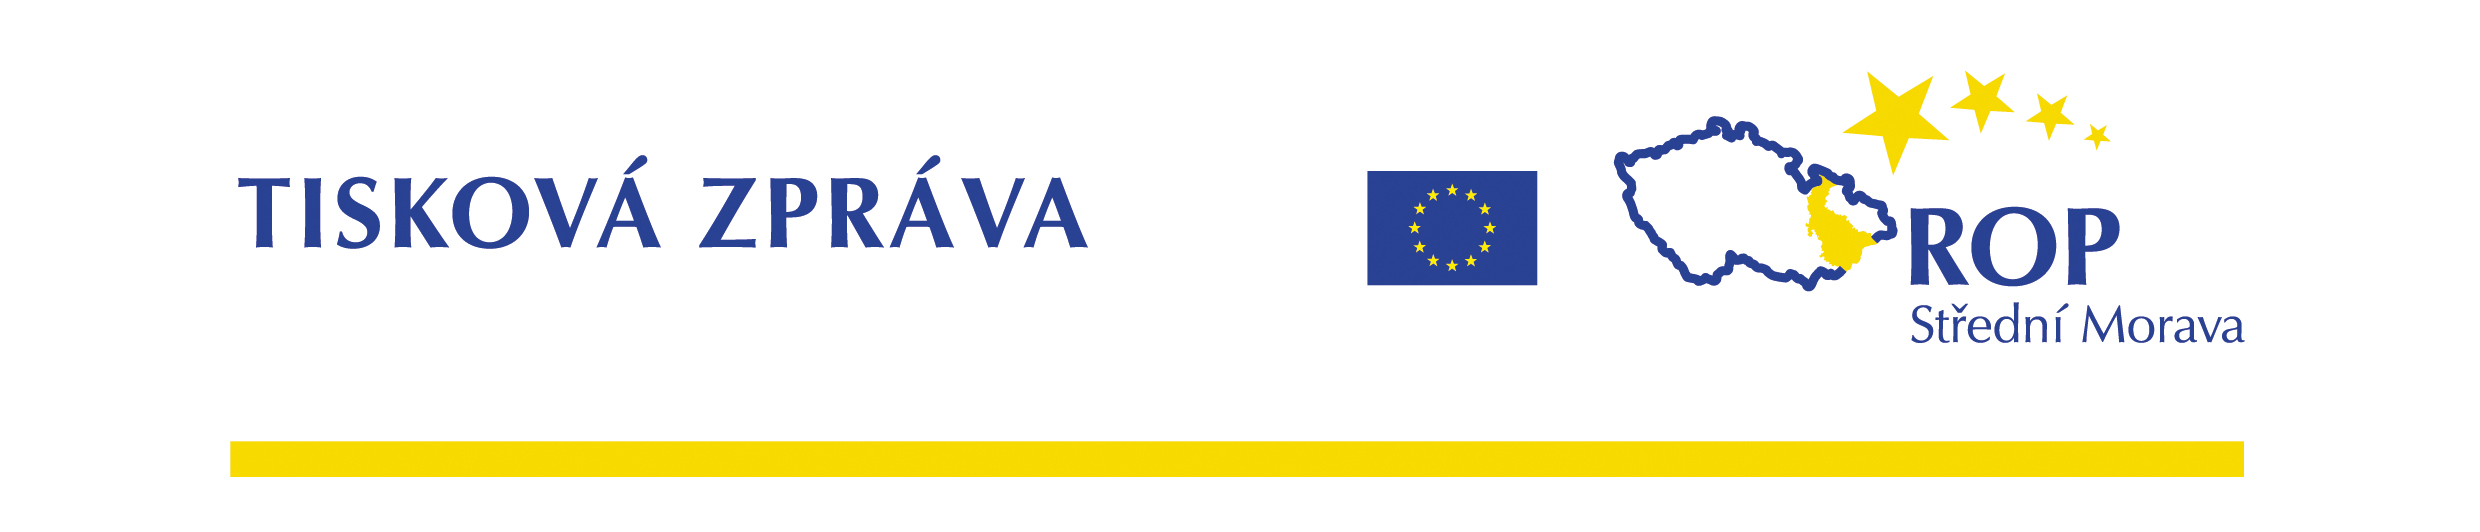 TISKOVÁ ZPRÁVA
ROP
Střední Morava